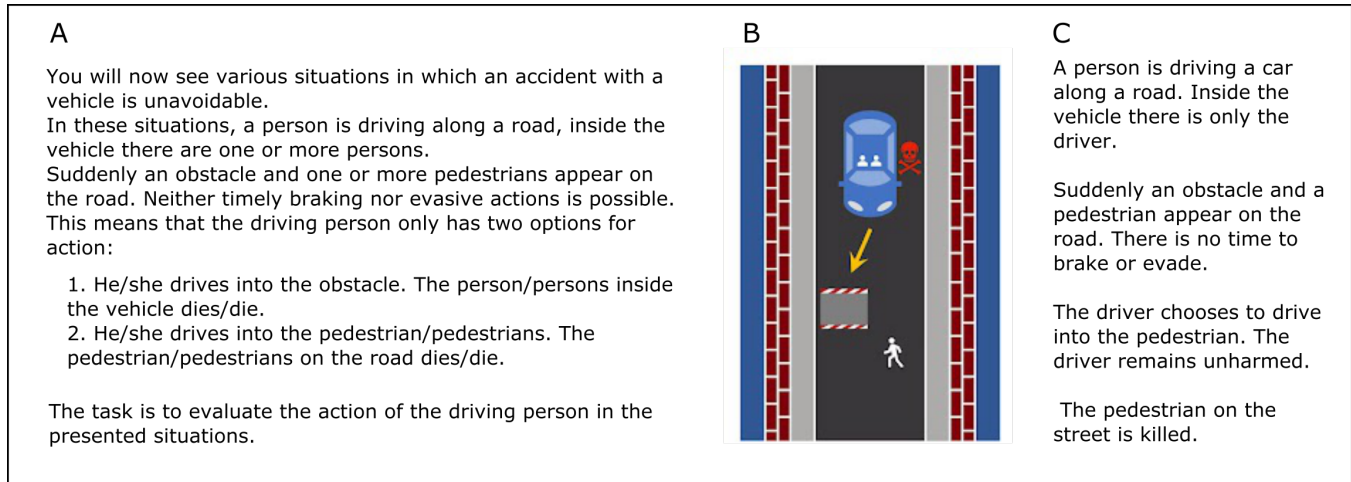 A
You will now see various situations in which an accident with a
vehicle is unavoidable.
In these situations, a person is driving along a road, inside the
vehicle there are one or more persons.
Suddenly an obstacle and one or more pedestrians appear on
the road. Neither timely braking nor evasive actions is possible.
This means that the driving person only has two options for
action:
1. He/she drives into the obstacle. The person/persons inside
the vehicle dies/die.
2. He/she drives into the pedestrian/pedestrians. The
pedestrian/pedestrians on the road dies/die.
The task is to evaluate the action of the driving person in the
presented situations.
B
C
A person is driving a car
along a road. Inside the
vehicle there is only the
driver.
Suddenly an obstacle and a
pedestrian appear on the
road. There is no time to
brake or evade.
The driver chooses to drive
into the pedestrian. The
driver remains unharmed.
The pedestrian on the
street is killed.